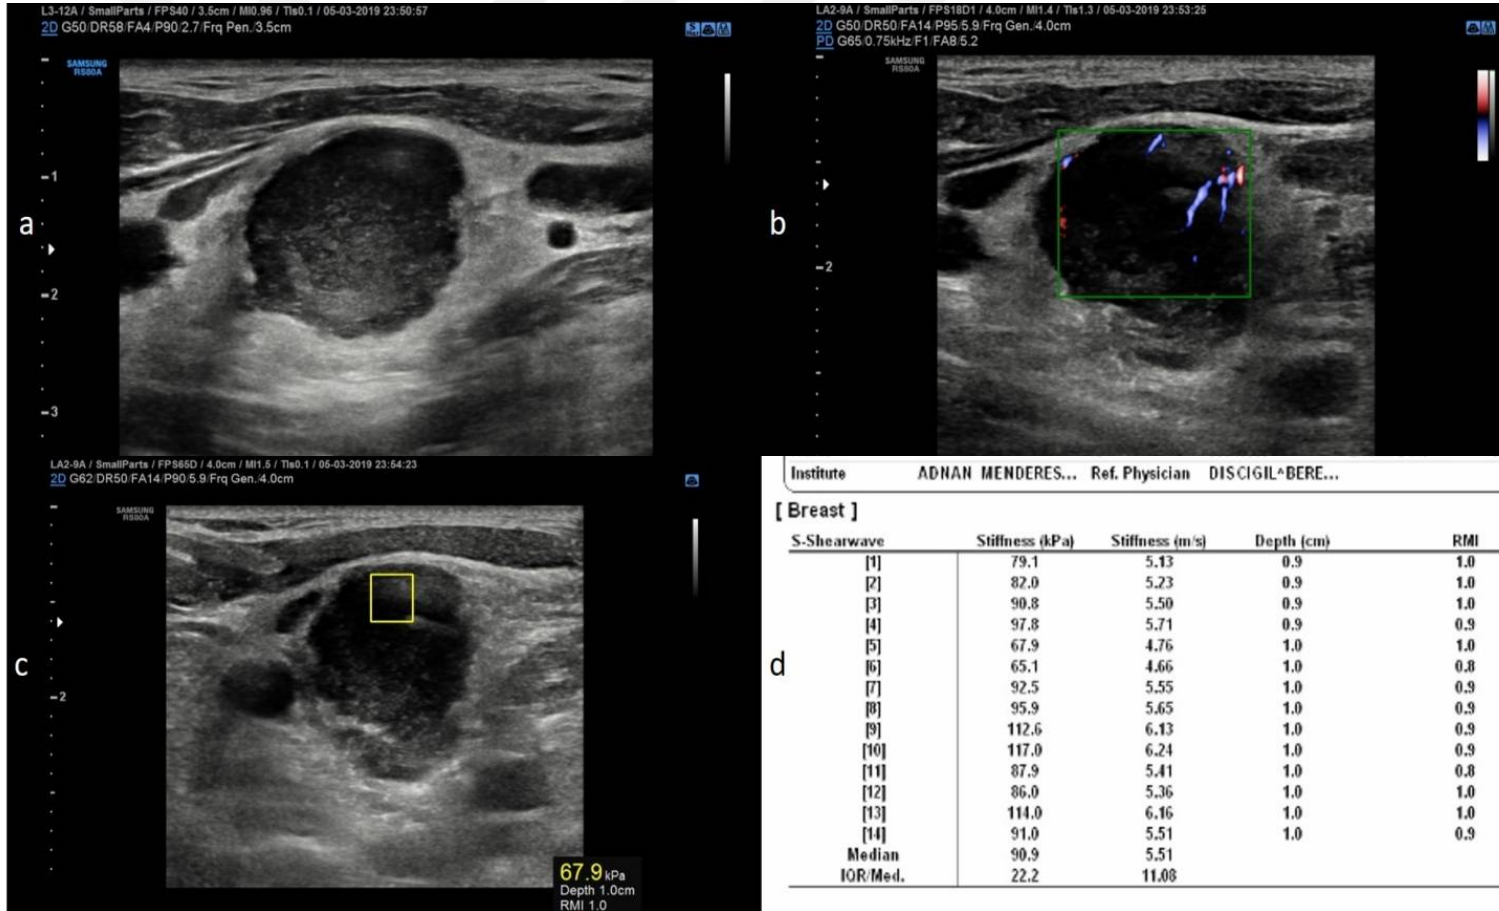 L3-12A / SmallParts / FPS40 / 3.5cm / MI0.96 / TIs0.1 / 05-03-2019 23:50:57
2D G50/DR58/FA4/P90/2.7/Frq Pen./3.5cm
SAMSUNG
RS80A
1
a
2
3
LA2-9A / SmallParts / FPS18D1 / 4.0cm / MI1.4 / TIs1.3 / 05-03-2019 23:53:25
2D G50/DR50/FA14/P95/5.9/Frq Gen./4.0cm
PD G65/0.75kHz/F1/FA8/5.2
SAMSUNG
RS80A
b
2
LA2-9A / SmallParts / FPS65D / 4.0cm / MI1.5 / TIs0.1 / 05-03-2019 23:54:23
2D G62/DR50/FA14/P90/5.9/Frq Gen./4.0cm
SAMSUNG
RS80A
c
2
67.9 kPa
Depth 1.0cm
RMI 1.0
d
Institute ADNAN MENDERES... Ref. Physician DISCIGIL^BERE...
[ Breast ]
S-Shearwave Stiffness (kPa) Stiffness (m/s) Depth (cm) RMI
[1] 79.1 5.13 0.9 1.0
[2] 82.0 5.23 0.9 1.0
[3] 90.8 5.50 0.9 1.0
[4] 97.8 5.71 0.9 0.9
[5] 67.9 4.76 1.0 1.0
[6] 65.1 4.66 1.0 0.8
[7] 92.5 5.55 1.0 0.9
[8] 95.9 5.65 1.0 0.9
[9] 112.6 6.13 1.0 0.9
[10] 117.0 6.24 1.0 0.9
[11] 87.9 5.41 1.0 0.8
[12] 86.0 5.36 1.0 1.0
[13] 114.0 6.16 1.0 1.0
[14] 91.0 5.51 1.0 0.9
Median 90.9 5.51
IQR/Med. 22.2 11.08